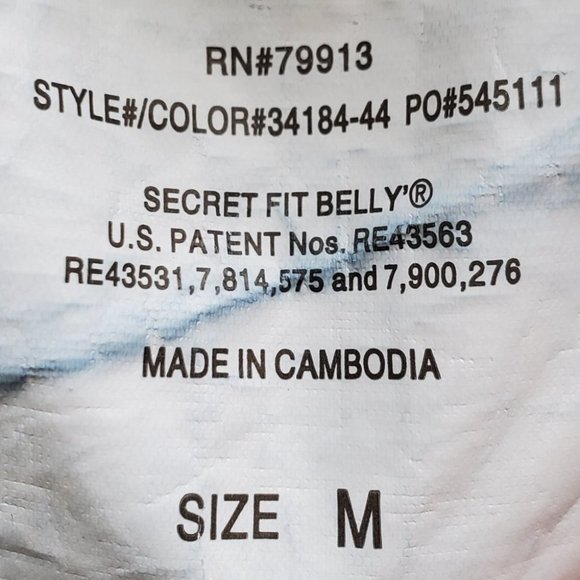 RN#79913
STYLE#/COLOR#34184-44 PO#545111
SECRET FIT BELLY'®
U.S. PATENT Nos. RE43563
RE43531,7,814,575 and 7,900,276
MADE IN CAMBODIA
SIZE M